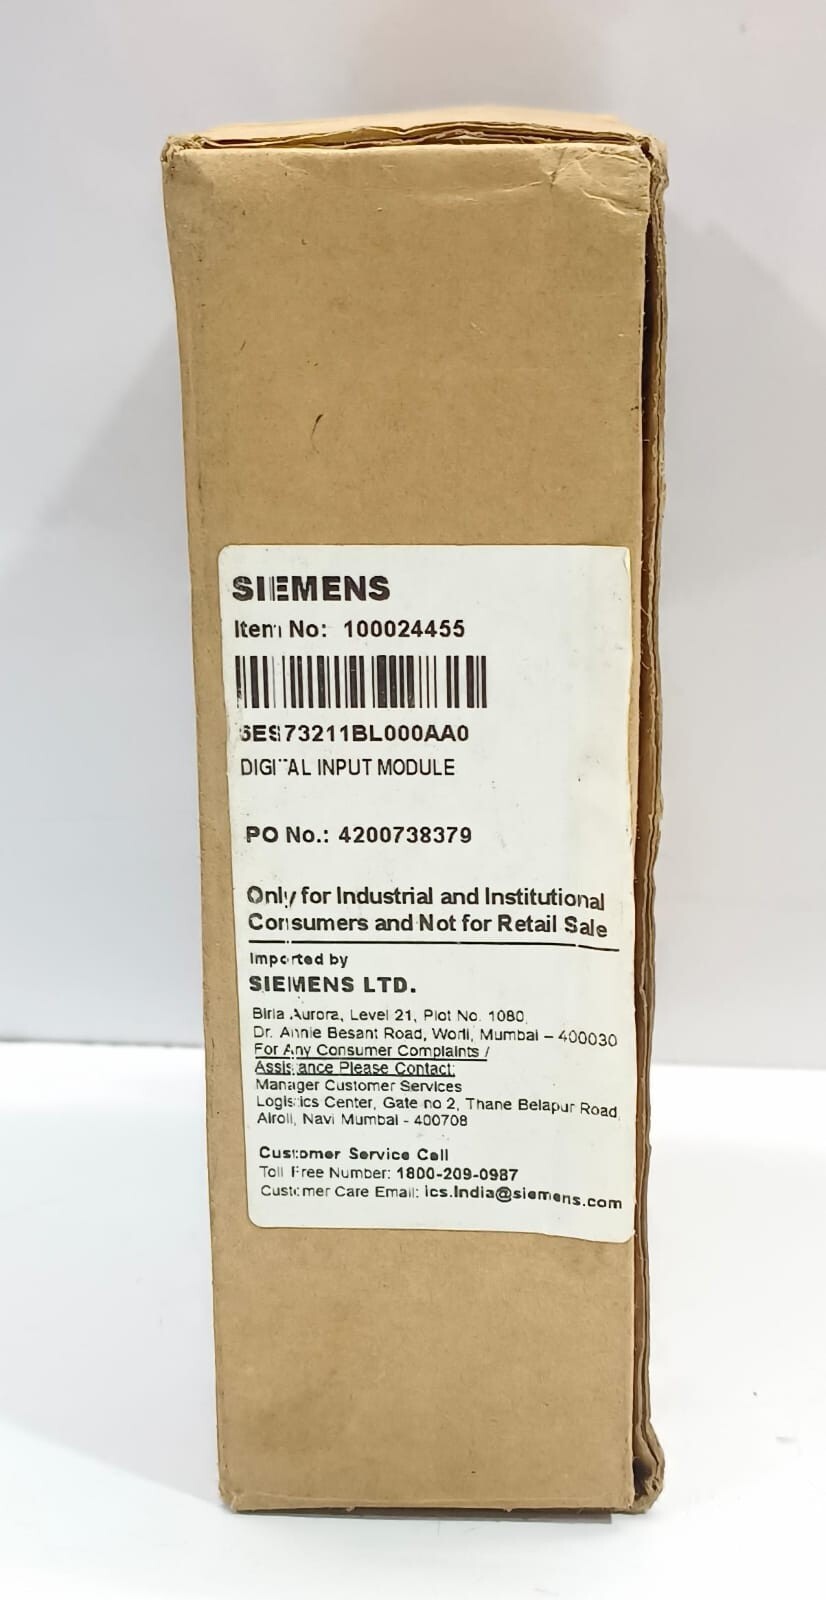 SIEMENS
Item No: 100024455
6ES73211BL000AA0
DIGITAL INPUT MODULE
PO No.: 4200738379
Only for Industrial and Institutional
Consumers and Not for Retail Sale
Imported by
SIEMENS LTD.
Birla Aurora, Level 21, Plot No. 1080,
Dr. Annie Besant Road, Worli, Mumbai – 400030
For Any Consumer Complaints /
Assistance Please Contact:
Manager Customer Services
Logistics Center, Gate no 2, Thane Belapur Road,
Airoli, Navi Mumbai - 400708
Customer Service Cell
Toll Free Number: 1800-209-0987
Customer Care Email: ics.India@siemens.com